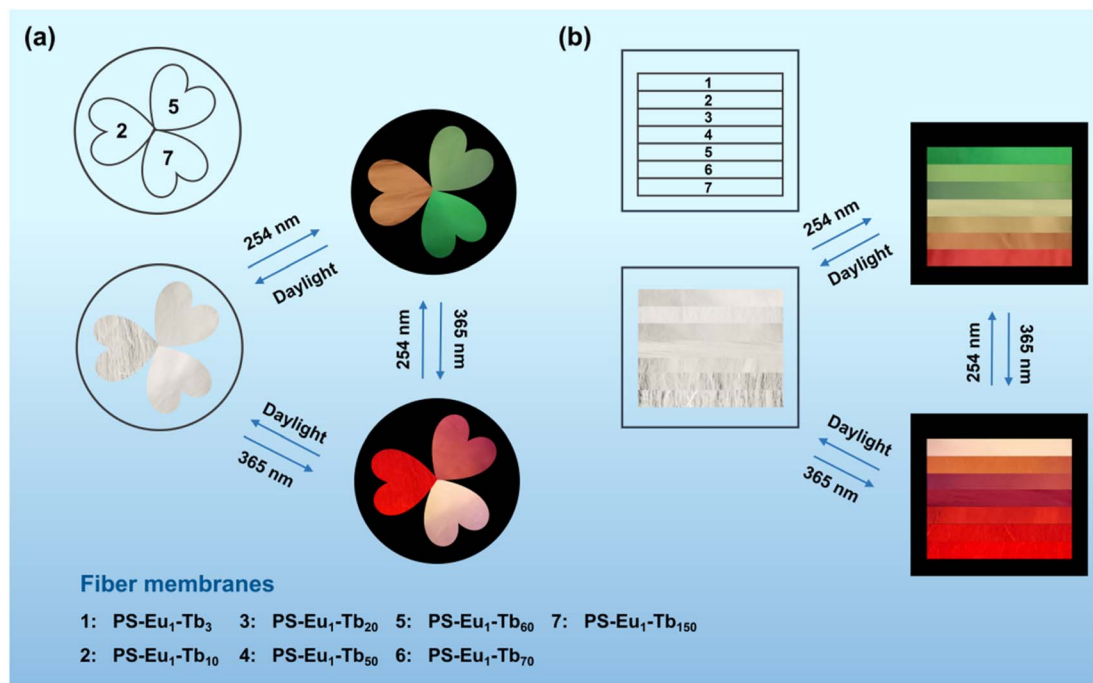 (a)
5
2
7
254 nm
Daylight
254 nm
365 nm
Daylight
365 nm
(b)
1
2
3
4
5
6
7
254 nm
Daylight
254 nm
365 nm
Daylight
365 nm
Fiber membranes
1: PS-Eu₁-Tb₃ 3: PS-Eu₁-Tb₂₀ 5: PS-Eu₁-Tb₆₀ 7: PS-Eu₁-Tb₁₅₀
2: PS-Eu₁-Tb₁₀ 4: PS-Eu₁-Tb₅₀ 6: PS-Eu₁-Tb₇₀